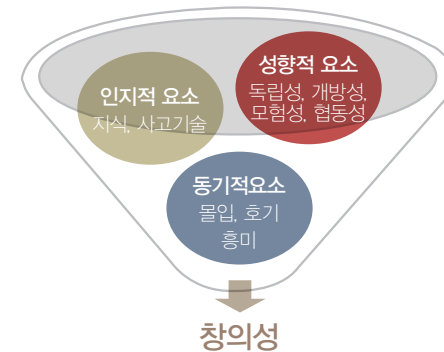 인지적 요소
지식, 사고기술
성향적 요소
독립성, 개방성,
모험성, 협동성
동기적요소
몰입, 호기
흥미
창의성